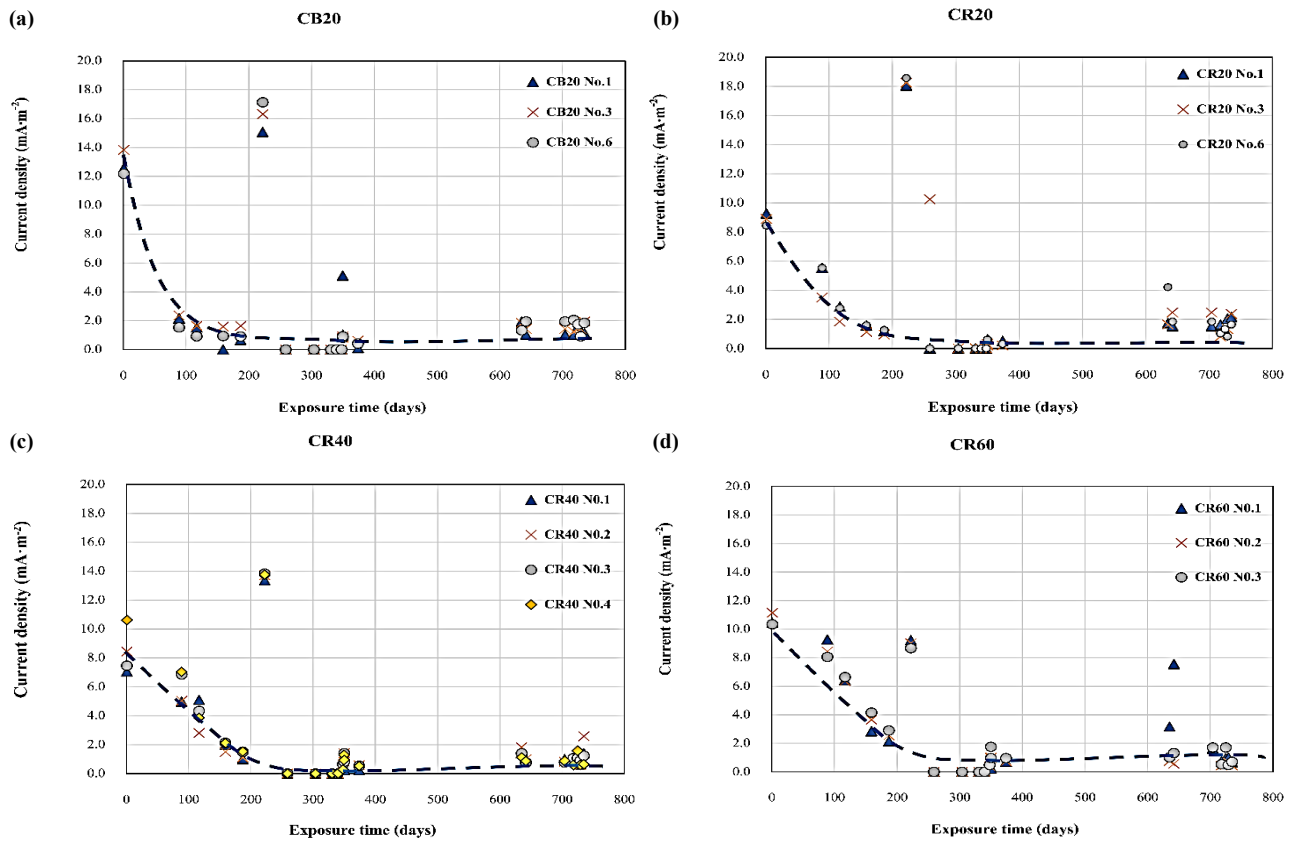 (a)
CB20
Current density (mA·m⁻²)
20.0
18.0
16.0
14.0
12.0
10.0
8.0
6.0
4.0
2.0
0.0
0 100 200 300 400 500 600 700 800
Exposure time (days)
CB20 No.1
CB20 No.3
CB20 No.6
(b)
CR20
Current density (mA·m⁻²)
20.0
18.0
16.0
14.0
12.0
10.0
8.0
6.0
4.0
2.0
0.0
0 100 200 300 400 500 600 700 800
Exposure time (days)
CR20 No.1
CR20 No.3
CR20 No.6
(c)
CR40
Current density (mA·m⁻²)
20.0
18.0
16.0
14.0
12.0
10.0
8.0
6.0
4.0
2.0
0.0
0 100 200 300 400 500 600 700 800
Exposure time (days)
CR40 N0.1
CR40 N0.2
CR40 N0.3
CR40 N0.4
(d)
CR60
Current density (mA·m⁻²)
20.0
18.0
16.0
14.0
12.0
10.0
8.0
6.0
4.0
2.0
0.0
0 100 200 300 400 500 600 700 800
Exposure time (days)
CR60 N0.1
CR60 N0.2
CR60 N0.3